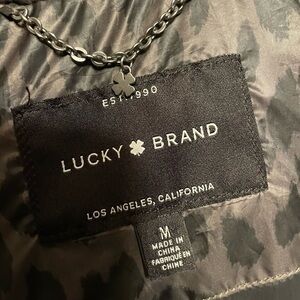 EST. 1990
LUCKY BRAND
LOS ANGELES, CALIFORNIA
M
MADE IN
CHINA
FABRIQUÉ EN
CHINE